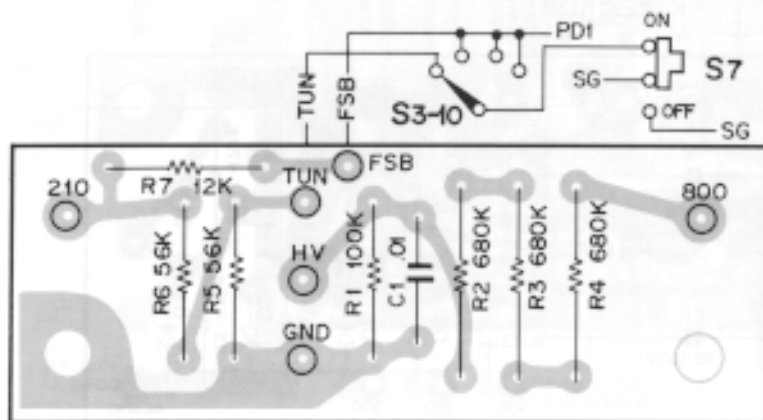 ON
PD1
SG
S7
TUN
FSB
S3-10
OFF
SG
FSB
210
R7 12K
TUN
800
HV
R6 56K
R5 56K
R1 100K
C1 .01
R2 680K
R3 680K
R4 680K
GND